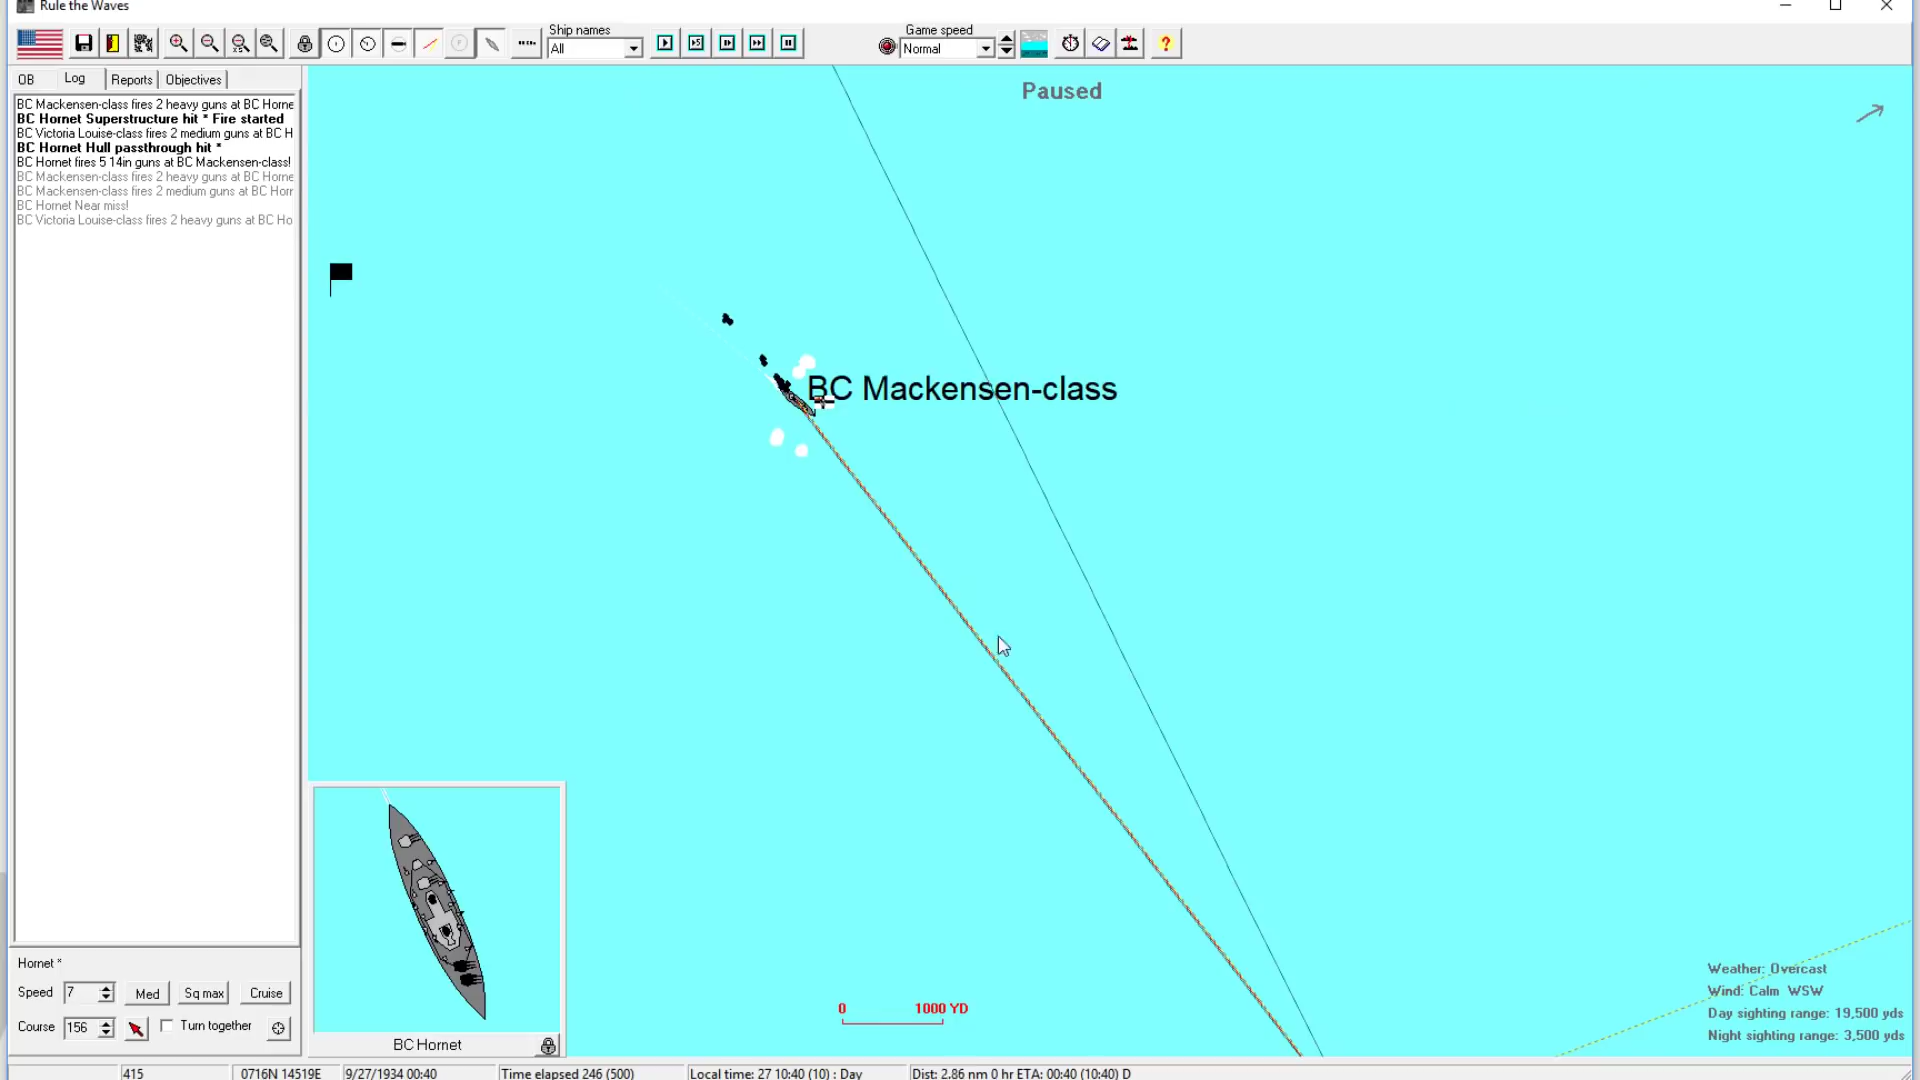 Rule the Waves
Ship names
All
Game speed
Normal
OB
Log
Reports
Objectives
BC Mackensen-class fires 2 heavy guns at BC Horne
BC Hornet Superstructure hit * Fire started
BC Victoria Louise-class fires 2 medium guns at BC H
BC Hornet Hull passthrough hit *
BC Hornet fires 5 14in guns at BC Mackensen-class!
BC Mackensen-class fires 2 heavy guns at BC Horne
BC Mackensen-class fires 2 medium guns at BC Horr
BC Hornet Near miss!
BC Victoria Louise-class fires 2 heavy guns at BC Ho
Paused
BC Mackensen-class
Hornet *
Speed 7 Med Sq max Cruise
Course 156 Turn together
BC Hornet
0 1000 YD
Weather: Overcast
Wind: Calm WSW
Day sighting range: 19,500 yds
Night sighting range: 3,500 yds
415 0716N 14519E 9/27/1934 00:40 Time elapsed 246 (500) Local time: 27 10:40 (10) : Day Dist: 2.86 nm 0 hr ETA: 00:40 (10:40) D